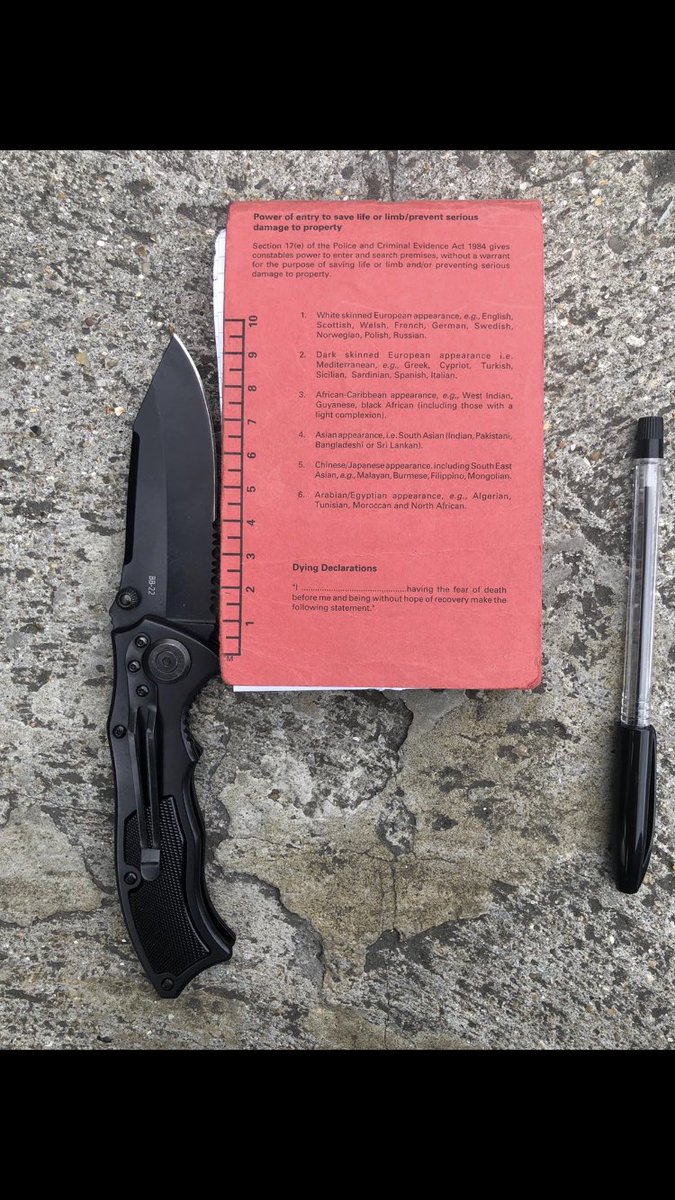 Power of entry to save life or limb/prevent serious
damage to property
Section 17(e) of the Police and Criminal Evidence Act 1984 gives
constables power to enter and search premises, without a warrant
for the purpose of saving life or limb and/or preventing serious
damage to property.
1. White skinned European appearance, e.g., English,
Scottish, Welsh, French, German, Swedish,
Norwegian, Polish, Russian.
2. Dark skinned European appearance i.e.
Mediterranean, e.g., Greek, Cypriot, Turkish,
Sicilian, Sardinian, Spanish, Italian.
3. African-Caribbean appearance, e.g., West Indian,
Guyanese, black African (including those with a
light complexion).
4. Asian appearance, i.e. South Asian (Indian, Pakistani,
Bangladeshi or Sri Lankan).
5. Chinese/Japanese appearance, including South East
Asian, e.g., Malayan, Burmese, Filippino, Mongolian.
6. Arabian/Egyptian appearance, e.g., Algerian,
Tunisian, Moroccan and North African.
Dying Declarations
"I ............................................having the fear of death
before me and being without hope of recovery make the
following statement."
10
9
8
7
6
5
4
3
2
1
M
BB-22